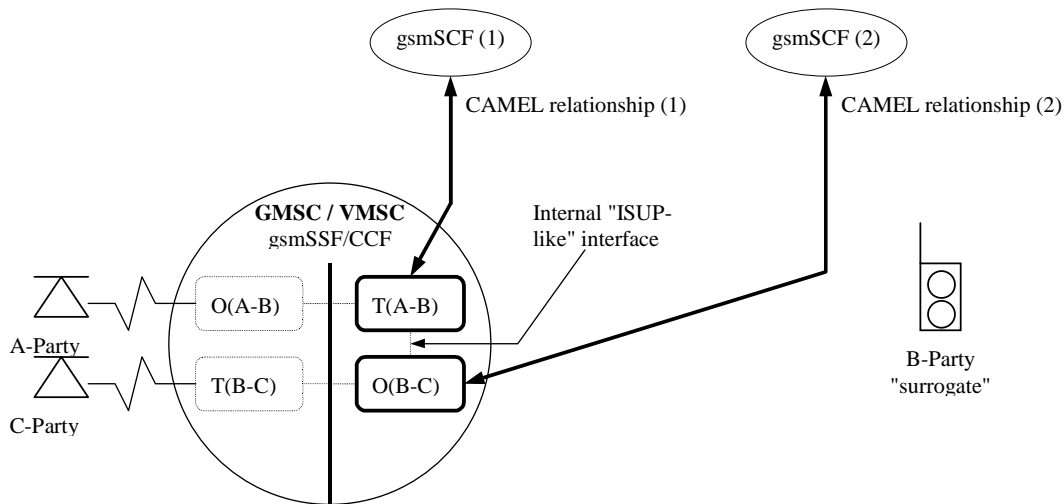 gsmSCF (1)
gsmSCF (2)
CAMEL relationship (1)
CAMEL relationship (2)
GMSC / VMSC
gsmSSF/CCF
Internal "ISUP-
like" interface
O(A-B)
T(A-B)
A-Party
T(B-C)
O(B-C)
C-Party
B-Party
"surrogate"